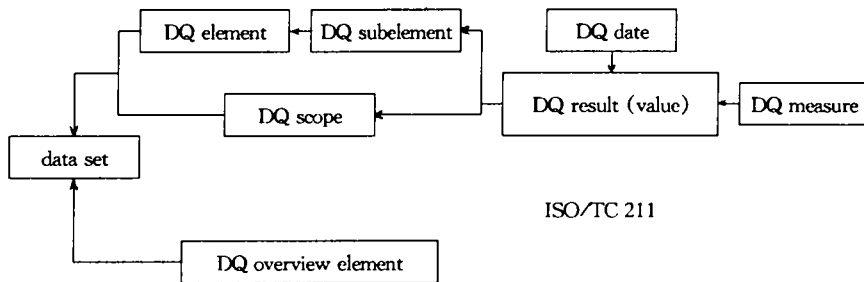 DQ element
DQ subelement
DQ date
DQ scope
DQ result (value)
DQ measure
data set
ISO/TC 211
DQ overview element